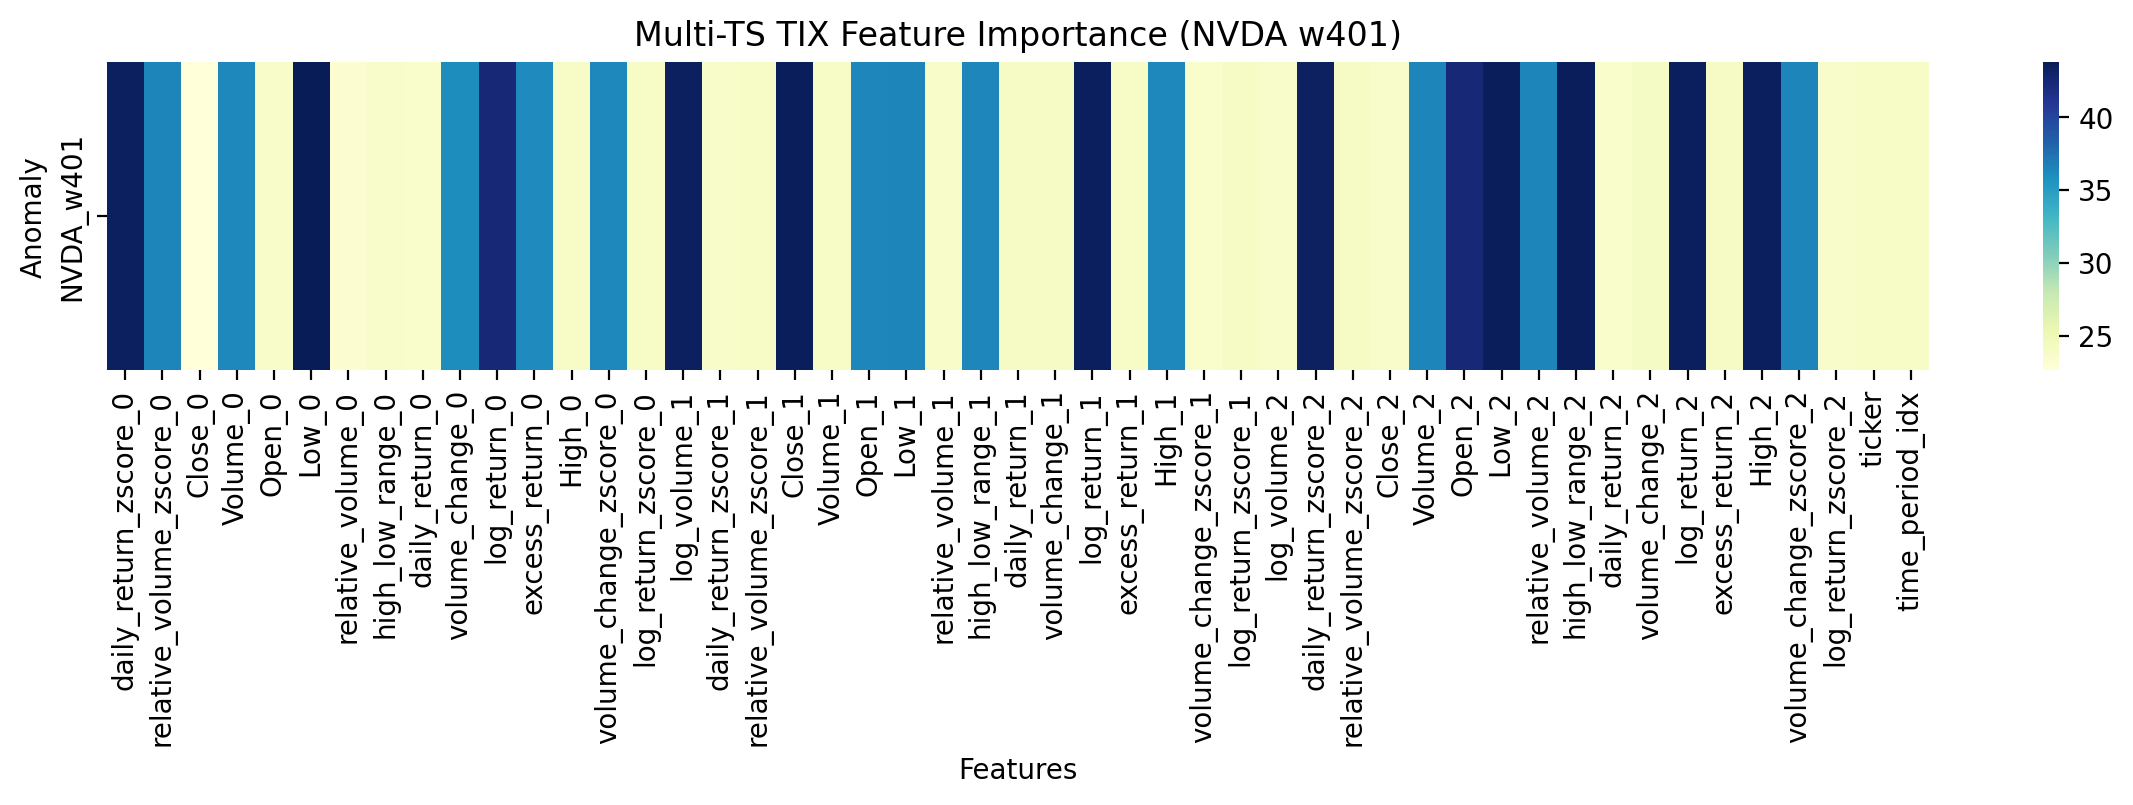 Multi-TS TIX Feature Importance (NVDA w401)
Anomaly
NVDA_w401
40
35
30
25
daily_return_zscore_0
relative_volume_zscore_0
Close_0
Volume_0
Open_0
Low_0
relative_volume_0
high_low_range_0
daily_return_0
volume_change_0
log_return_0
excess_return_0
High_0
volume_change_zscore_0
log_return_zscore_0
log_volume_1
daily_return_zscore_1
relative_volume_zscore_1
Close_1
Volume_1
Open_1
Low_1
relative_volume_1
high_low_range_1
daily_return_1
volume_change_1
log_return_1
excess_return_1
High_1
volume_change_zscore_1
log_return_zscore_1
log_volume_2
daily_return_zscore_2
relative_volume_zscore_2
Close_2
Volume_2
Open_2
Low_2
relative_volume_2
high_low_range_2
daily_return_2
volume_change_2
log_return_2
excess_return_2
High_2
volume_change_zscore_2
log_return_zscore_2
ticker
time_period_idx
Features